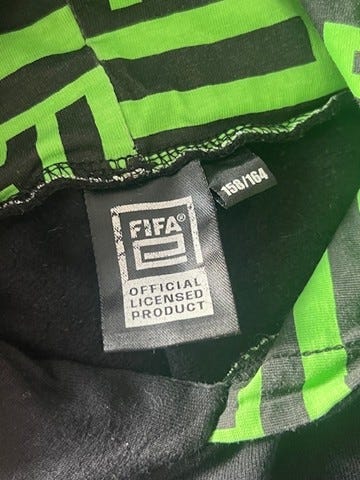 FIFA®
e
OFFICIAL
LICENSED
PRODUCT
158/164